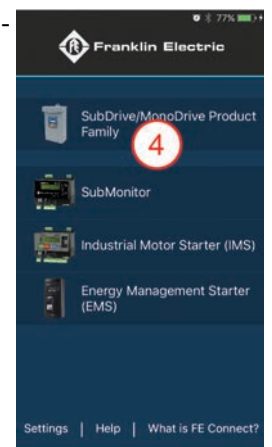 -
77%
FE Franklin Electric
SubDrive/MonoDrive Product
Family
4
SubMonitor
Industrial Motor Starter (IMS)
Energy Management Starter
(EMS)
Settings | Help | What is FE Connect?